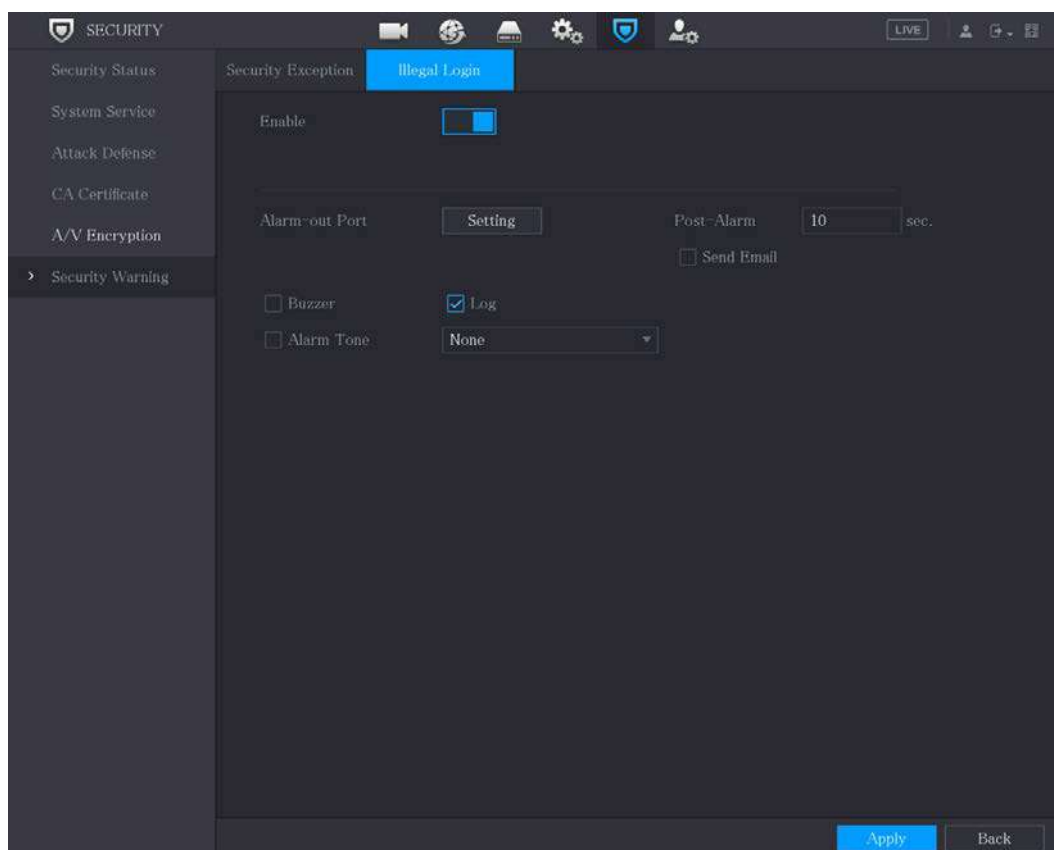 SECURITY
LIVE
Security Status
Security Exception
Illegal Login
System Service
Enable
Attack Defense
CA Certificate
Alarm-out Port
Setting
Post-Alarm
10
sec.
A/V Encryption
Send Email
Security Warning
Buzzer
Log
Alarm Tone
None
Apply
Back